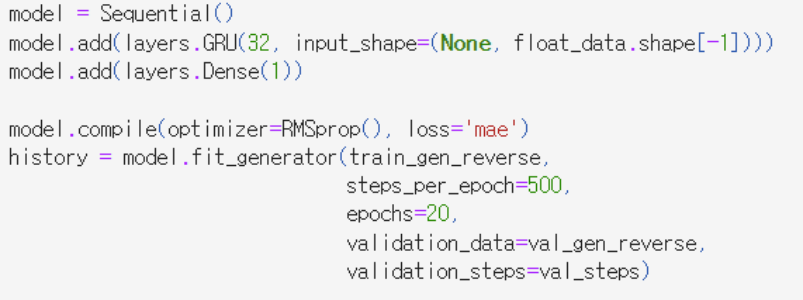 model = Sequential()
model.add(layers.GRU(32, input_shape=(None, float_data.shape[-1])))
model.add(layers.Dense(1))

model.compile(optimizer=RMSprop(), loss='mae')
history = model.fit_generator(train_gen_reverse,
                              steps_per_epoch=500,
                              epochs=20,
                              validation_data=val_gen_reverse,
                              validation_steps=val_steps)